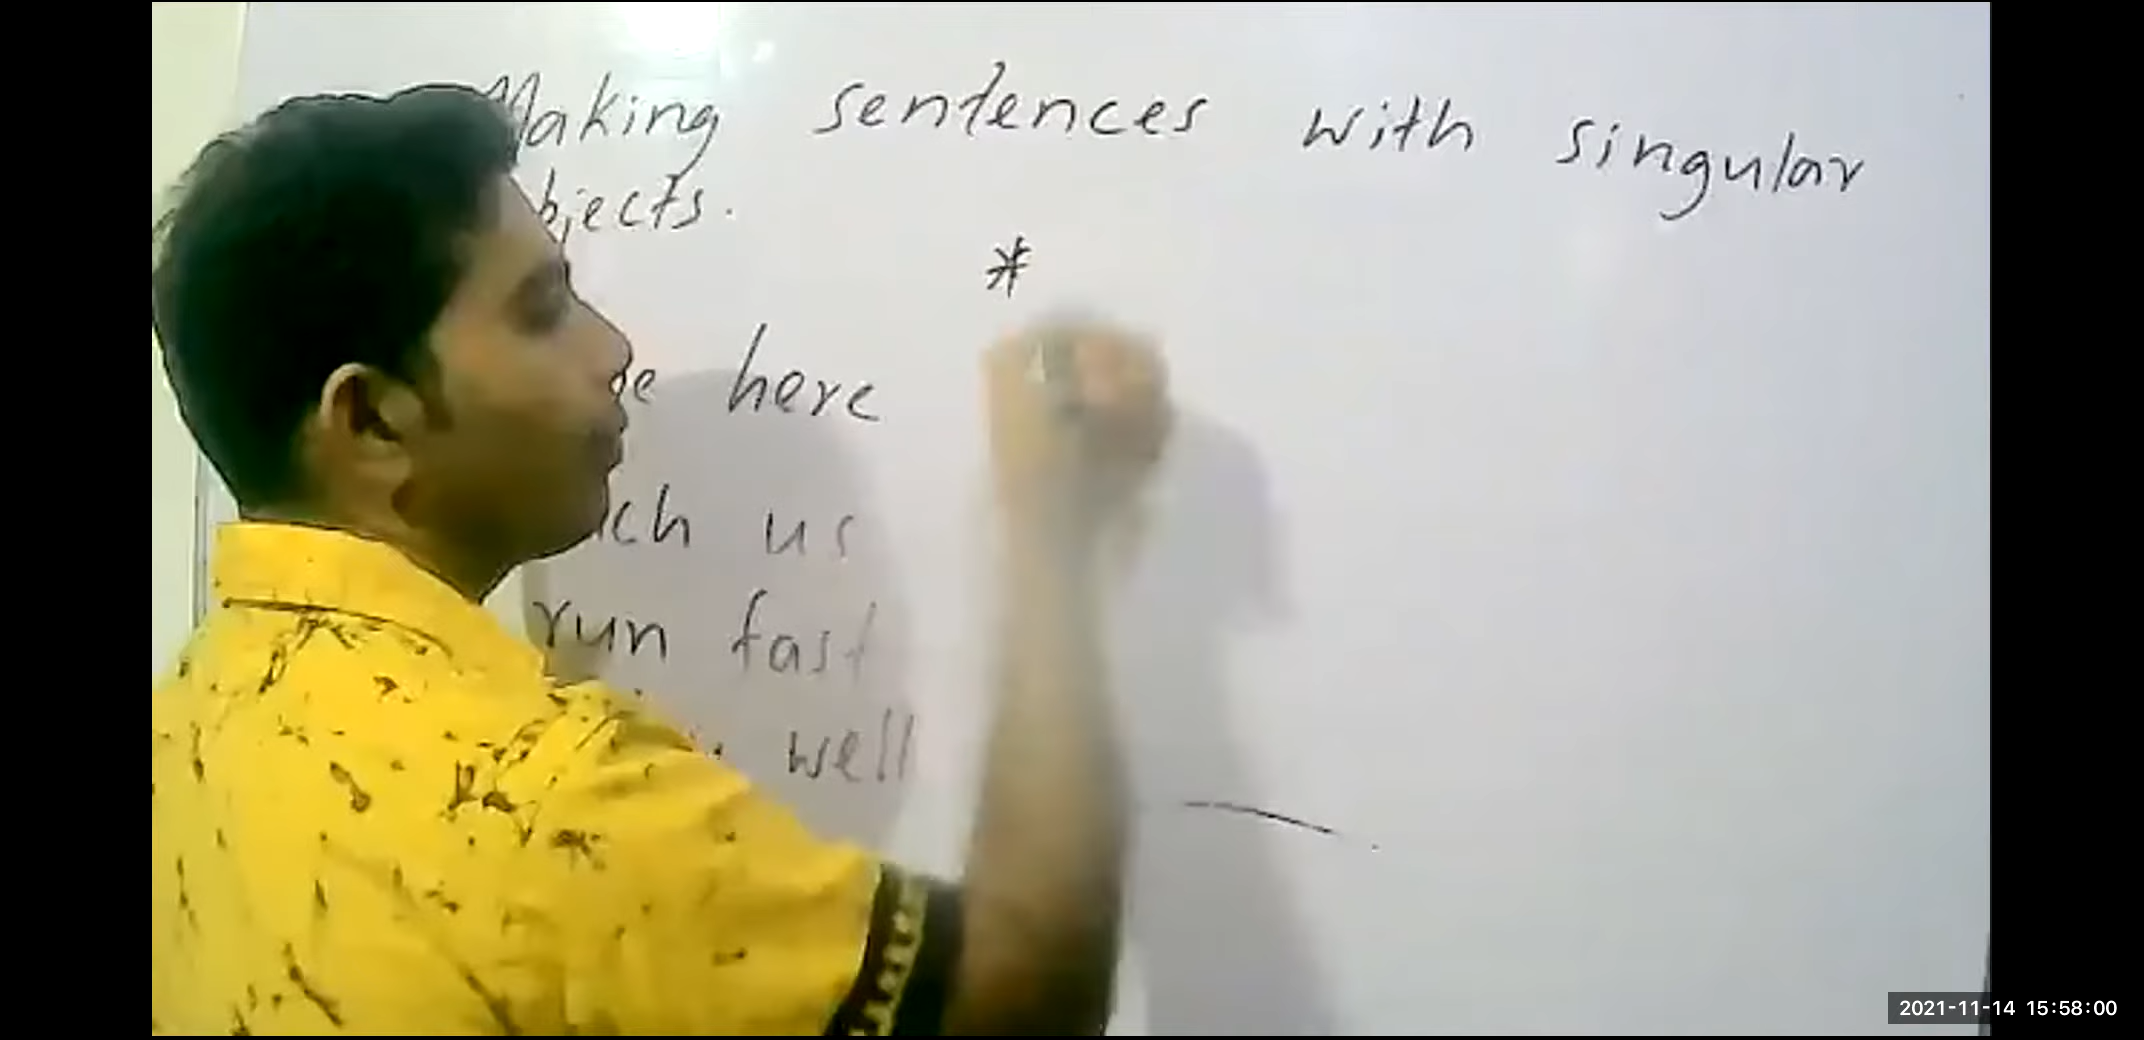 Making sentences with singular
bjects.
*
here
us
run fast
well
2021-11-14 15:58:00